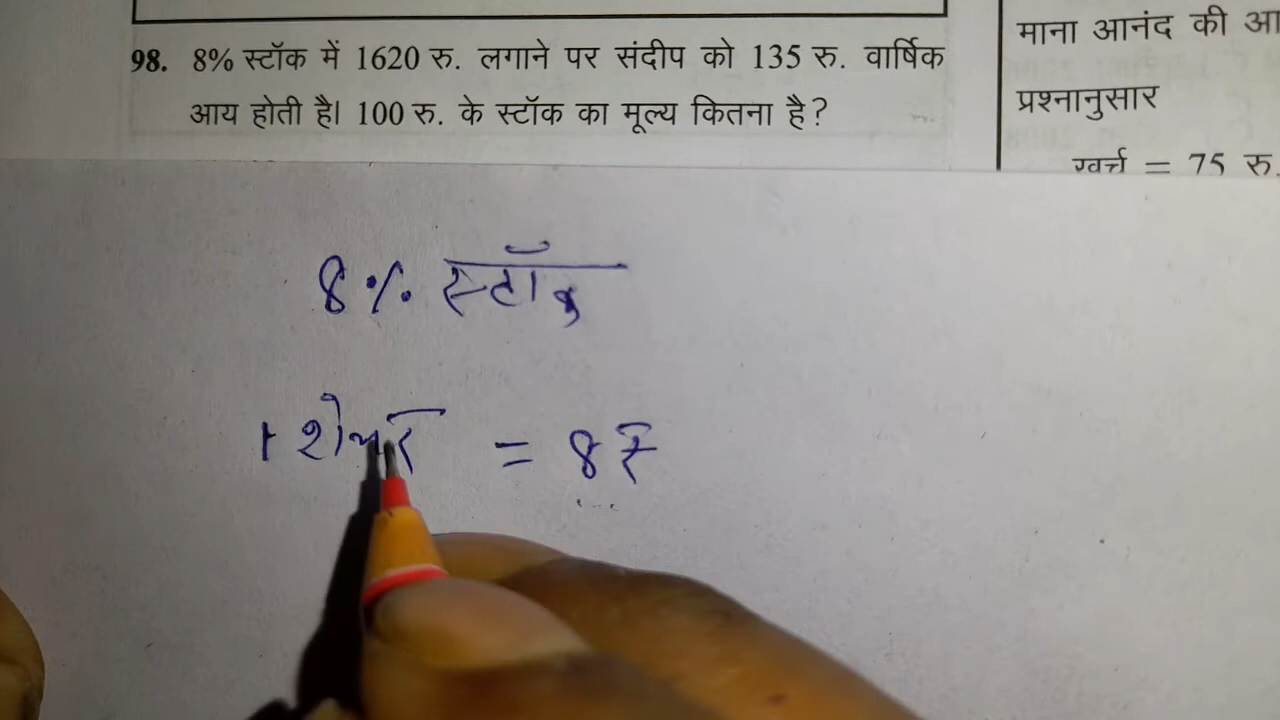 98. 8% स्टॉक में 1620 रु. लगाने पर संदीप को 135 रु. वार्षिक
आय होती है। 100 रु. के स्टॉक का मूल्य कितना है?
माना आनंद की आ
प्रश्नानुसार
खर्च = 75 रु.
8% स्टॉक
1 शेयर = 8 रु